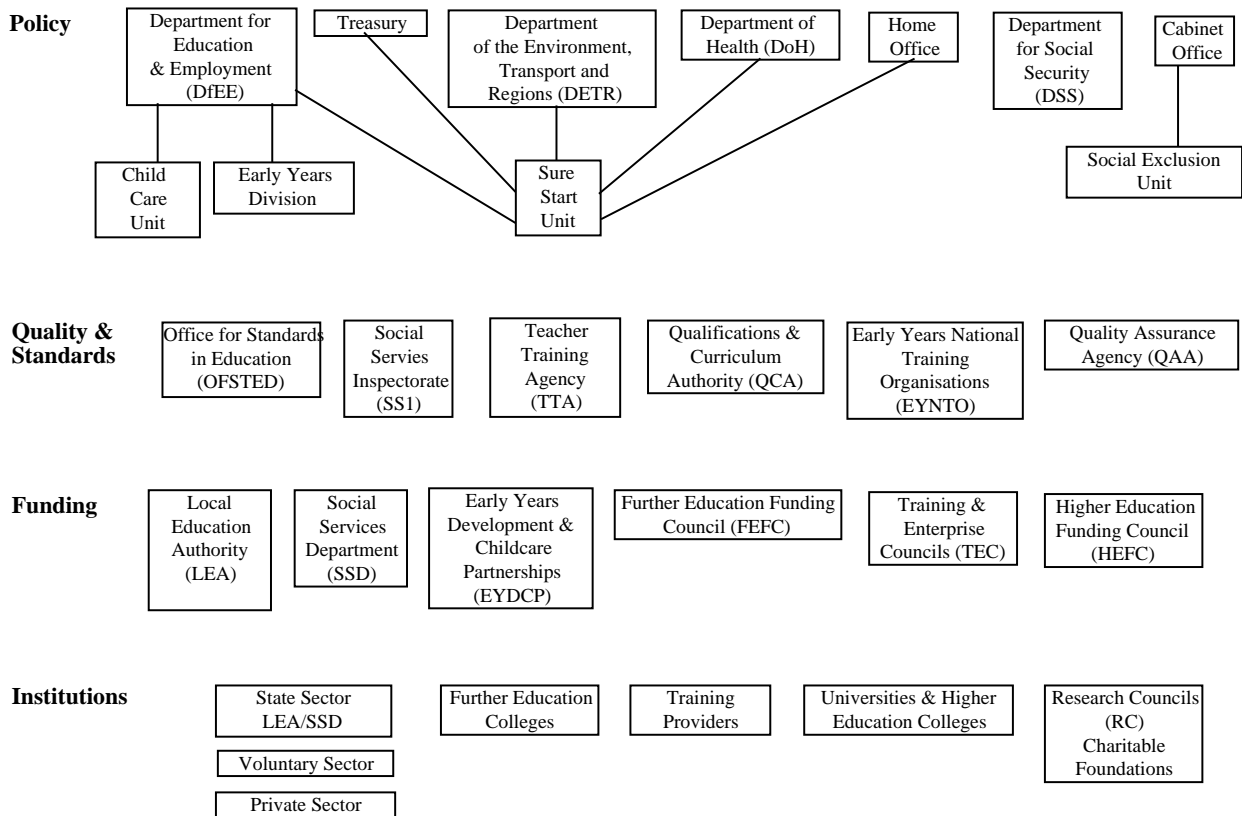 Policy
Department for
Education
& Employment
(DfEE)
Treasury
Department
of the Environment,
Transport and
Regions (DETR)
Department of
Health (DoH)
Home
Office
Department
for Social
Security
(DSS)
Cabinet
Office
Child
Care
Unit
Early Years
Division
Sure
Start
Unit
Social Exclusion
Unit
Quality &
Standards
Office for Standards
in Education
(OFSTED)
Social
Servies
Inspectorate
(SS1)
Teacher
Training
Agency
(TTA)
Qualifications &
Curriculum
Authority (QCA)
Early Years National
Training
Organisations
(EYNTO)
Quality Assurance
Agency (QAA)
Funding
Local
Education
Authority
(LEA)
Social
Services
Department
(SSD)
Early Years
Development &
Childcare
Partnerships
(EYDCP)
Further Education Funding
Council (FEFC)
Training &
Enterprise
Councils (TEC)
Higher Education
Funding Council
(HEFC)
Institutions
State Sector
LEA/SSD
Voluntary Sector
Private Sector
Further Education
Colleges
Training
Providers
Universities & Higher
Education Colleges
Research Councils
(RC)
Charitable
Foundations